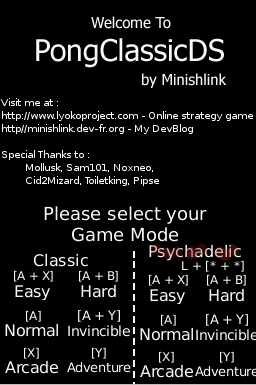 Welcome To
PongClassicDS
by Minishlink
Visit me at :
http://www.lyokoproject.com - Online strategy game
http//minishlink.dev-fr.org - My DevBlog
Special Thanks to :
Mollusk, Sam101, Noxneo,
Cid2Mizard, Toiletking, Pipse
Please select your
Game Mode
Classic
[A + X] [A + B]
Easy Hard
[A] [A + Y]
Normal Invincible
[X] [Y]
Arcade Adventure
Psychadelic
L + [* + *]
[A + X] [A + B]
Easy Hard
[A] [A + Y]
Normal Invincible
[X] [Y]
Arcade Adventure